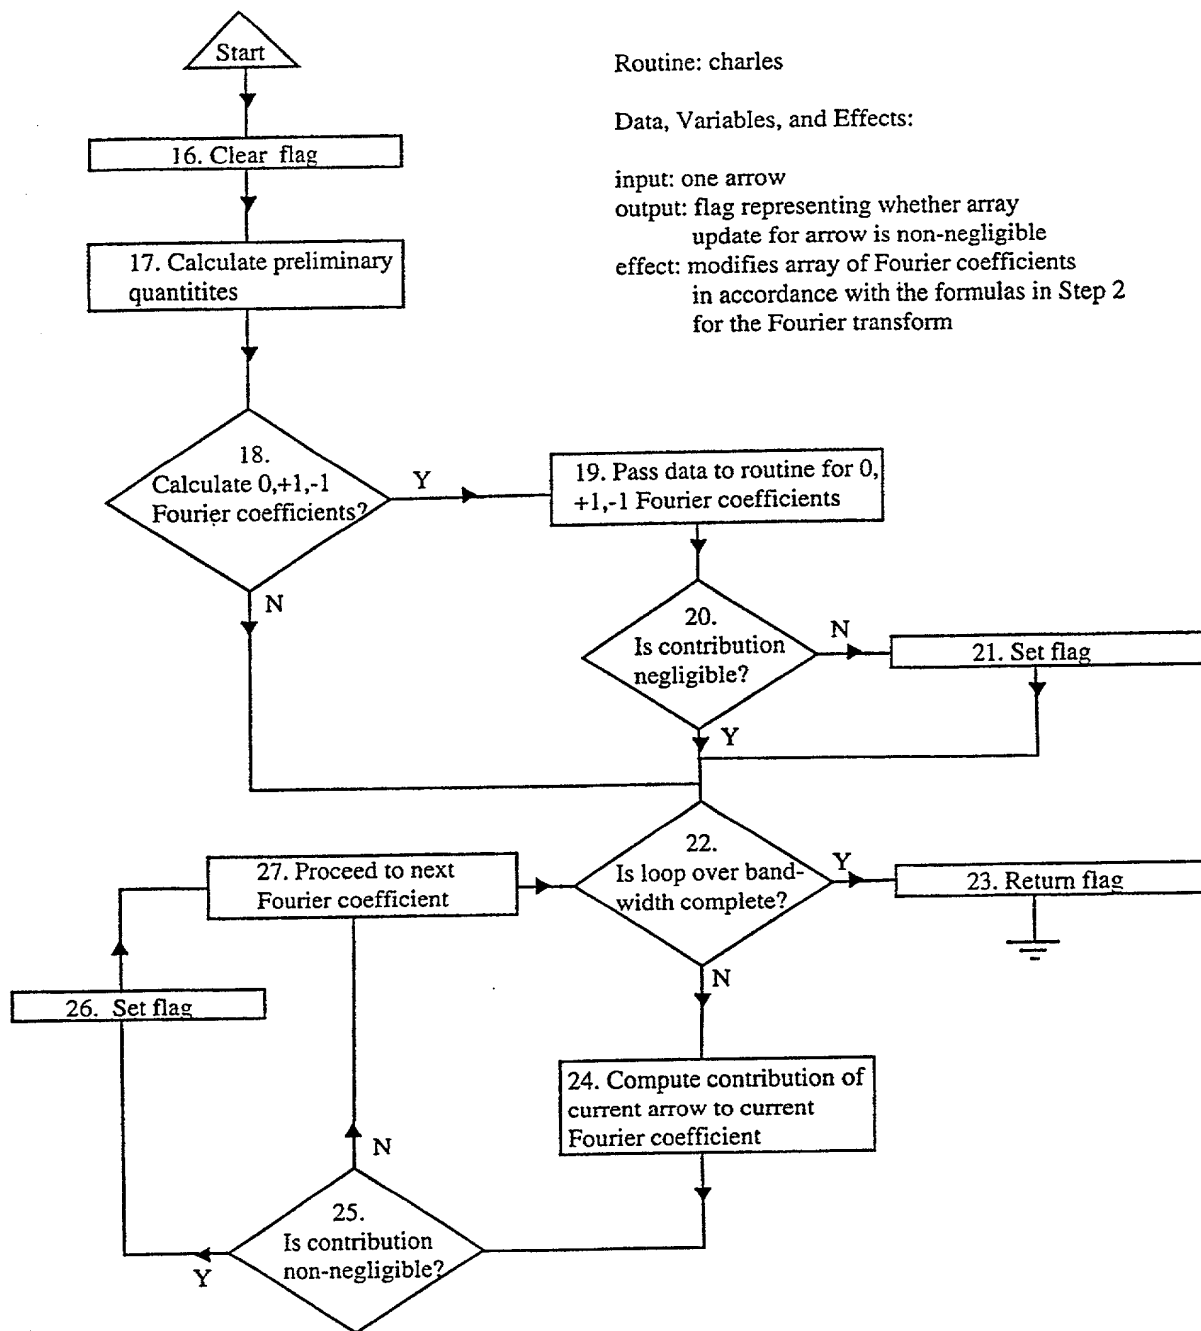 Start
Routine: charles
Data, Variables, and Effects:
input: one arrow
output: flag representing whether array
update for arrow is non-negligible
effect: modifies array of Fourier coefficients
in accordance with the formulas in Step 2
for the Fourier transform
16. Clear flag
17. Calculate preliminary
quantitites
18.
Calculate 0,+1,-1
Fourier coefficients?
Y
N
19. Pass data to routine for 0,
+1,-1 Fourier coefficients
20.
Is contribution
negligible?
N
Y
21. Set flag
22.
Is loop over band-
width complete?
Y
N
23. Return flag
27. Proceed to next
Fourier coefficient
26. Set flag
24. Compute contribution of
current arrow to current
Fourier coefficient
N
25.
Is contribution
non-negligible?
Y